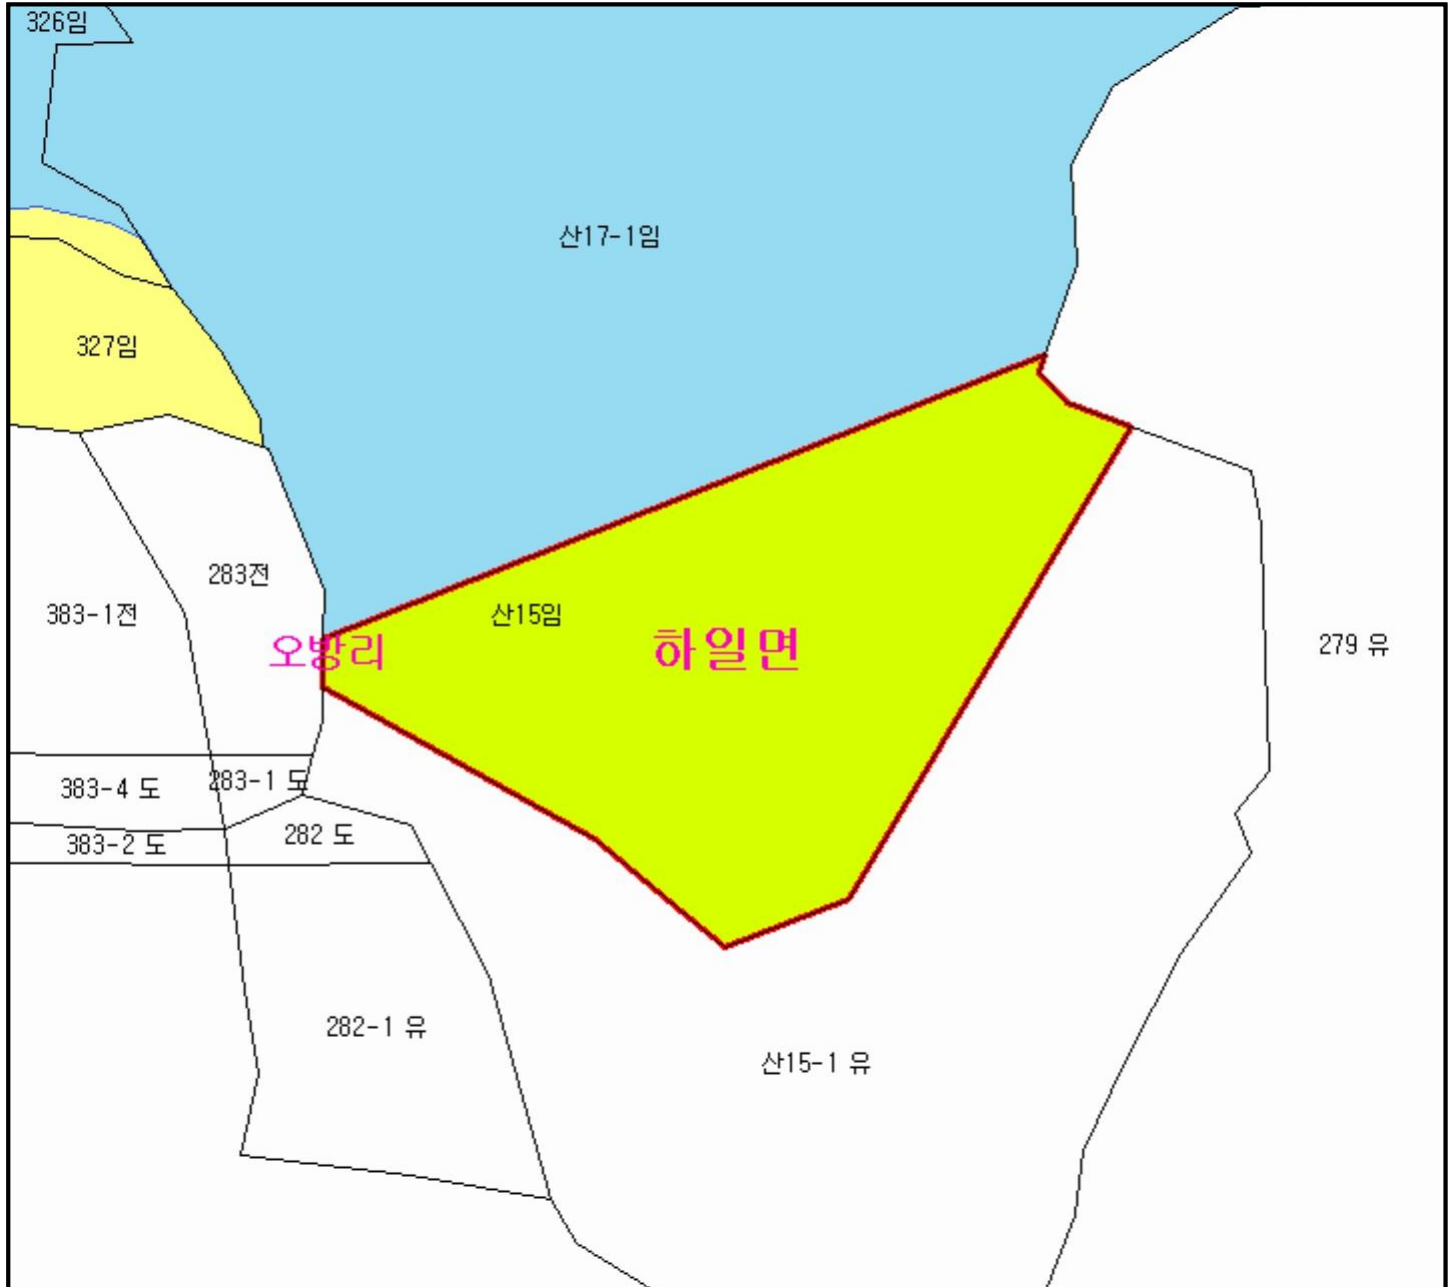 326임
산17-1임
327임
283전
383-1전
산15임
오방리
하일면
279 유
383-4 도
283-1 도
383-2 도
282 도
282-1 유
산15-1 유